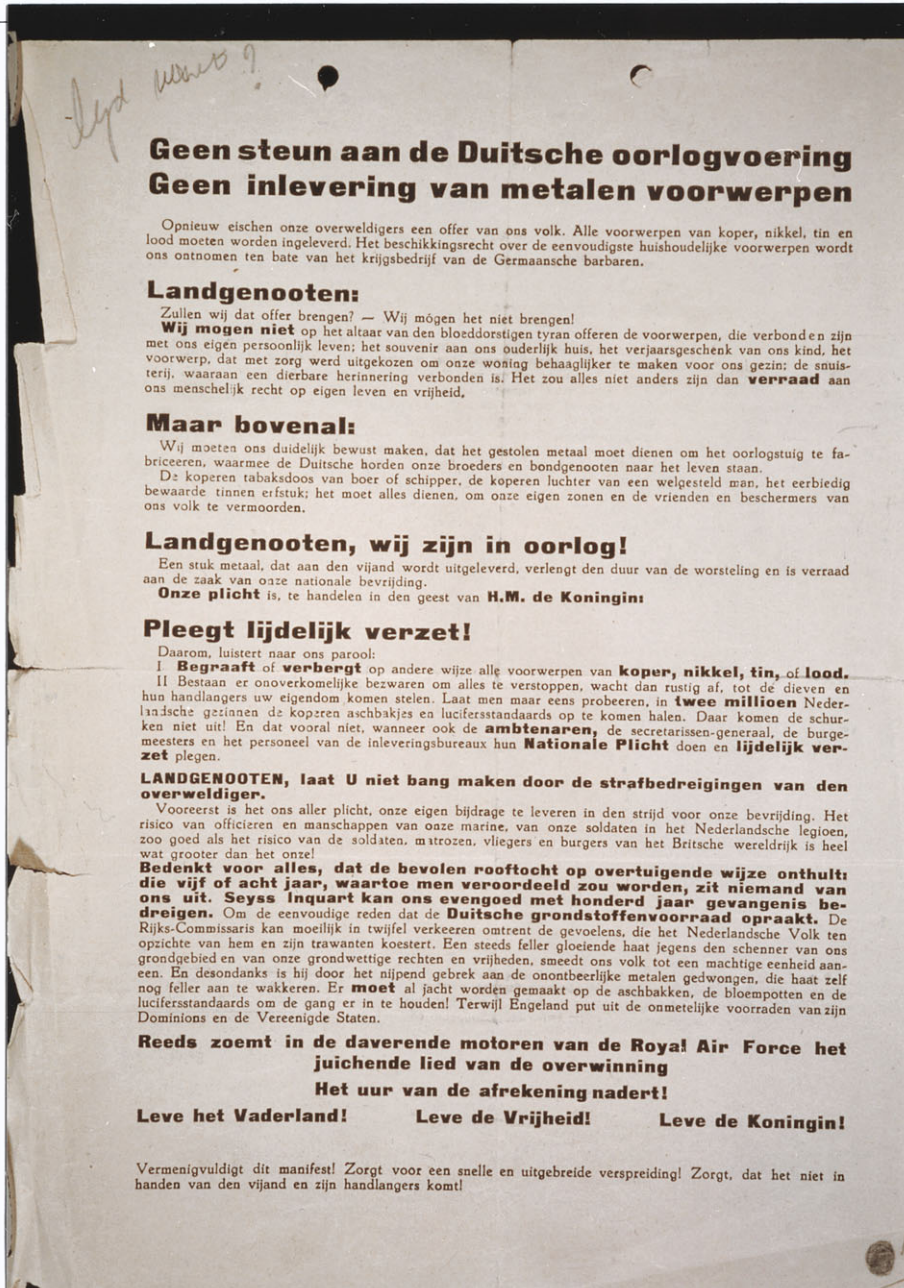 Geen steun aan de Duitsche oorlogvoering
Geen inlevering van metalen voorwerpen
Opnieuw eischen onze overweldigers een offer van ons volk. Alle voorwerpen van koper, nikkel, tin en
lood moeten worden ingeleverd. Het beschikkingsrecht over de eenvoudigste huishoudelijke voorwerpen wordt
ons ontnomen ten bate van het krijgsbedrijf van de Germaansche barbaren.
Landgenooten:
Zullen wij dat offer brengen? — Wij mógen het niet brengen!
Wij mogen niet op het altaar van den bloeddorstigen tyran offeren de voorwerpen, die verbonden zijn
met ons eigen persoonlijk leven; het souvenir aan ons ouderlijk huis, het verjaarsgeschenk van ons kind, het
voorwerp, dat met zorg werd uitgekozen om onze woning behaaglijker te maken voor ons gezin; de snuis-
terij, waaraan een dierbare herinnering verbonden is. Het zou alles niet anders zijn dan verraad aan
ons menschelijk recht op eigen leven en vrijheid.
Maar bovenal:
Wij moeten ons duidelijk bewust maken, dat het gestolen metaal moet dienen om het oorlogstuig te fa-
briceeren, waarmee de Duitsche horden onze broeders en bondgenooten naar het leven staan.
De koperen tabaksdoos van boer of schipper, de koperen luchter van een welgesteld man, het eerbiedig
bewaarde tinnen erfstuk; het moet alles dienen, om onze eigen zonen en de vrienden en beschermers van
ons volk te vermoorden.
Landgenooten, wij zijn in oorlog!
Een stuk metaal, dat aan den vijand wordt uitgeleverd, verlengt den duur van de worsteling en is verraad
aan de zaak van onze nationale bevrijding.
Onze plicht is, te handelen in den geest van H.M. de Koningin:
Pleegt lijdelijk verzet!
Daarom, luistert naar ons parool:
I Begraaft of verbergt op andere wijze alle voorwerpen van koper, nikkel, tin, of lood.
II Bestaan er onoverkomelijke bezwaren om alles te verstoppen, wacht dan rustig af, tot de dieven en
hun handlangers uw eigendom komen stelen. Laat men maar eens probeeren, in twee millioen Neder-
landsche gezinnen de koperen aschbakjes en lucifersstandaards op te komen halen. Daar komen de schur-
ken niet uit! En dat vooral niet, wanneer ook de ambtenaren, de secretarissen-generaal, de burge-
meesters en het personeel van de inleveringsbureaux hun Nationale Plicht doen en lijdelijk ver-
zet plegen.
LANDGENOOTEN, laat U niet bang maken door de strafbedreigingen van den
overweldiger.
Vooreerst is het ons aller plicht, onze eigen bijdrage te leveren in den strijd voor onze bevrijding. Het
risico van officieren en manschappen van onze marine, van onze soldaten in het Nederlandsche legioen,
zoo goed als het risico van de soldaten, matrozen, vliegers en burgers van het Britsche wereldrijk is heel
wat grooter dan het onze!
Bedenkt voor alles, dat de bevolen rooftocht op overtuigende wijze onthult:
die vijf of acht jaar, waartoe men veroordeeld zou worden, zit niemand van
ons uit. Seyss Inquart kan ons evengoed met honderd jaar gevangenis be-
dreigen. Om de eenvoudige reden dat de Duitsche grondstoffenvoorraad opraakt. De
Rijks-Commissaris kan moeilijk in twijfel verkeeren omtrent de gevoelens, die het Nederlandsche Volk ten
opzichte van hem en zijn trawanten koestert. Een steeds feller gloeiende haat jegens den schenner van ons
grondgebied en van onze grondwettige rechten en vrijheden, smeedt ons volk tot een machtige eenheid aan-
een. En desondanks is hij door het nijpend gebrek aan de onontbeerlijke metalen gedwongen, die haat zelf
nog feller aan te wakkeren. Er moet al jacht worden gemaakt op de aschbakken, de bloempotten en de
lucifersstandaards om de gang er in te houden! Terwijl Engeland put uit de onmetelijke voorraden van zijn
Dominions en de Vereenigde Staten.
Reeds zoemt in de daverende motoren van de Royal Air Force het
juichende lied van de overwinning
Het uur van de afrekening nadert!
Leve het Vaderland! Leve de Vrijheid! Leve de Koningin!
Vermenigvuldigt dit manifest! Zorgt voor een snelle en uitgebreide verspreiding! Zorgt, dat het niet in
handen van den vijand en zijn handlangers komt!